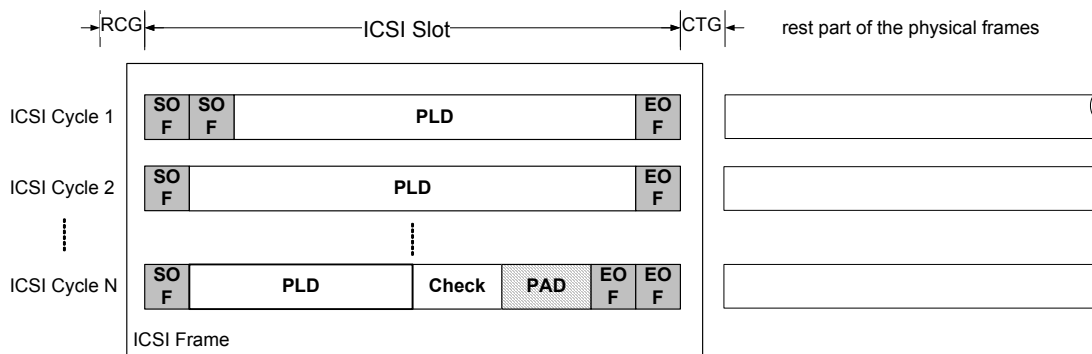 RCG
ICSI Slot
CTG
rest part of the physical frames
ICSI Cycle 1
SO
F
SO
F
PLD
EO
F
ICSI Cycle 2
SO
F
PLD
EO
F
ICSI Cycle N
SO
F
PLD
Check
PAD
EO
F
EO
F
ICSI Frame